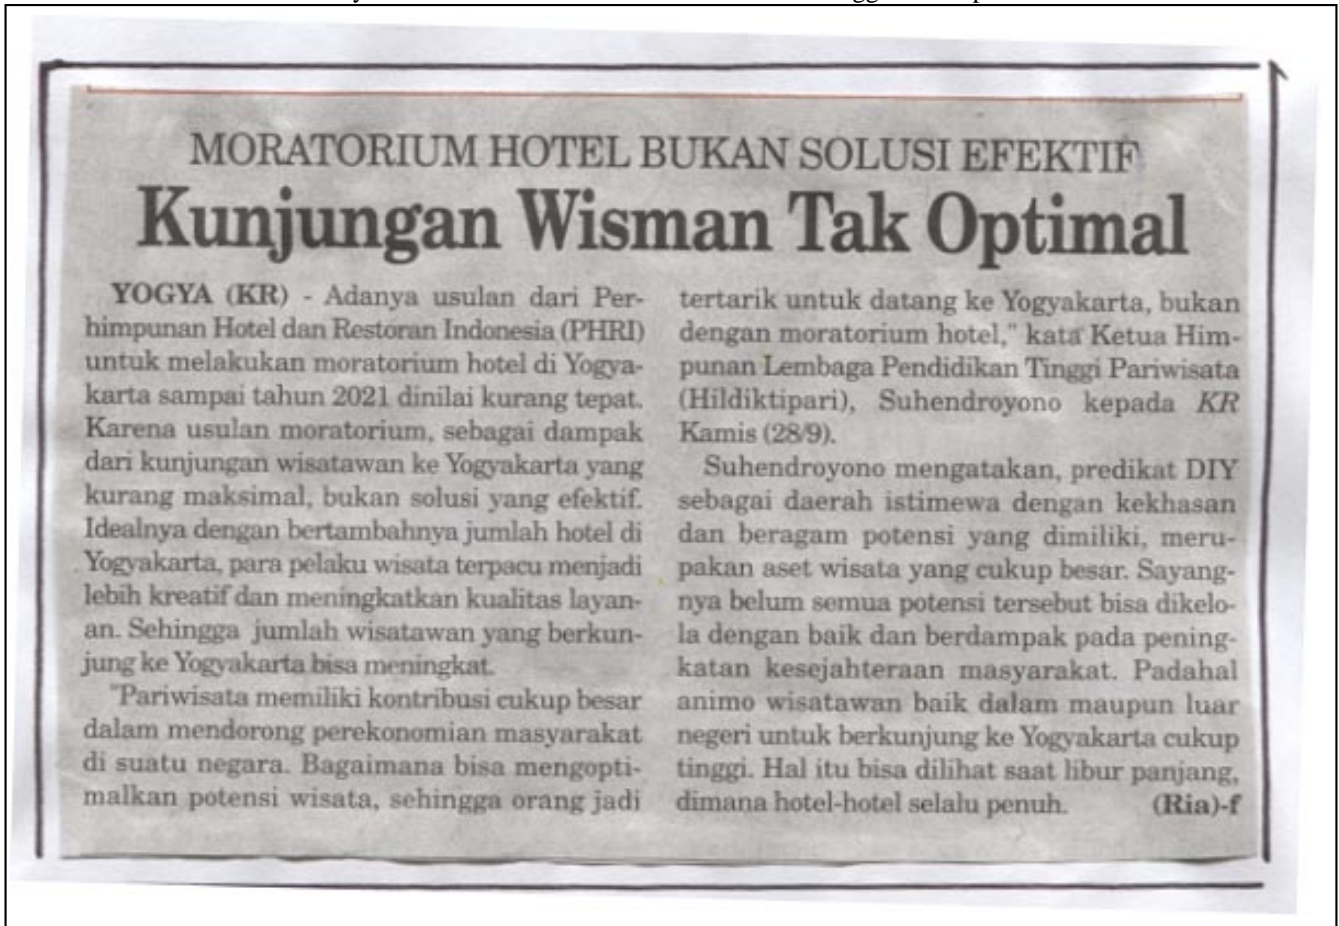 MORATORIUM HOTEL BUKAN SOLUSI EFEKTIF
Kunjungan Wisman Tak Optimal
YOGYA (KR) - Adanya usulan dari Per-
himpunan Hotel dan Restoran Indonesia (PHRI)
untuk melakukan moratorium hotel di Yogya-
karta sampai tahun 2021 dinilai kurang tepat.
Karena usulan moratorium, sebagai dampak
dari kunjungan wisatawan ke Yogyakarta yang
kurang maksimal, bukan solusi yang efektif.
Idealnya dengan bertambahnya jumlah hotel di
Yogyakarta, para pelaku wisata terpacu menjadi
lebih kreatif dan meningkatkan kualitas layan-
an. Sehingga jumlah wisatawan yang berkun-
jung ke Yogyakarta bisa meningkat.
"Pariwisata memiliki kontribusi cukup besar
dalam mendorong perekonomian masyarakat
di suatu negara. Bagaimana bisa mengopti-
malkan potensi wisata, sehingga orang jadi
tertarik untuk datang ke Yogyakarta, bukan
dengan moratorium hotel," kata Ketua Him-
punan Lembaga Pendidikan Tinggi Pariwisata
(Hildiktipari), Suhendroyono kepada KR
Kamis (28/9).
Suhendroyono mengatakan, predikat DIY
sebagai daerah istimewa dengan kekhasan
dan beragam potensi yang dimiliki, meru-
pakan aset wisata yang cukup besar. Sayang-
nya belum semua potensi tersebut bisa dikelo-
la dengan baik dan berdampak pada pening-
katan kesejahteraan masyarakat. Padahal
animo wisatawan baik dalam maupun luar
negeri untuk berkunjung ke Yogyakarta cukup
tinggi. Hal itu bisa dilihat saat libur panjang,
dimana hotel-hotel selalu penuh. (Ria)-f